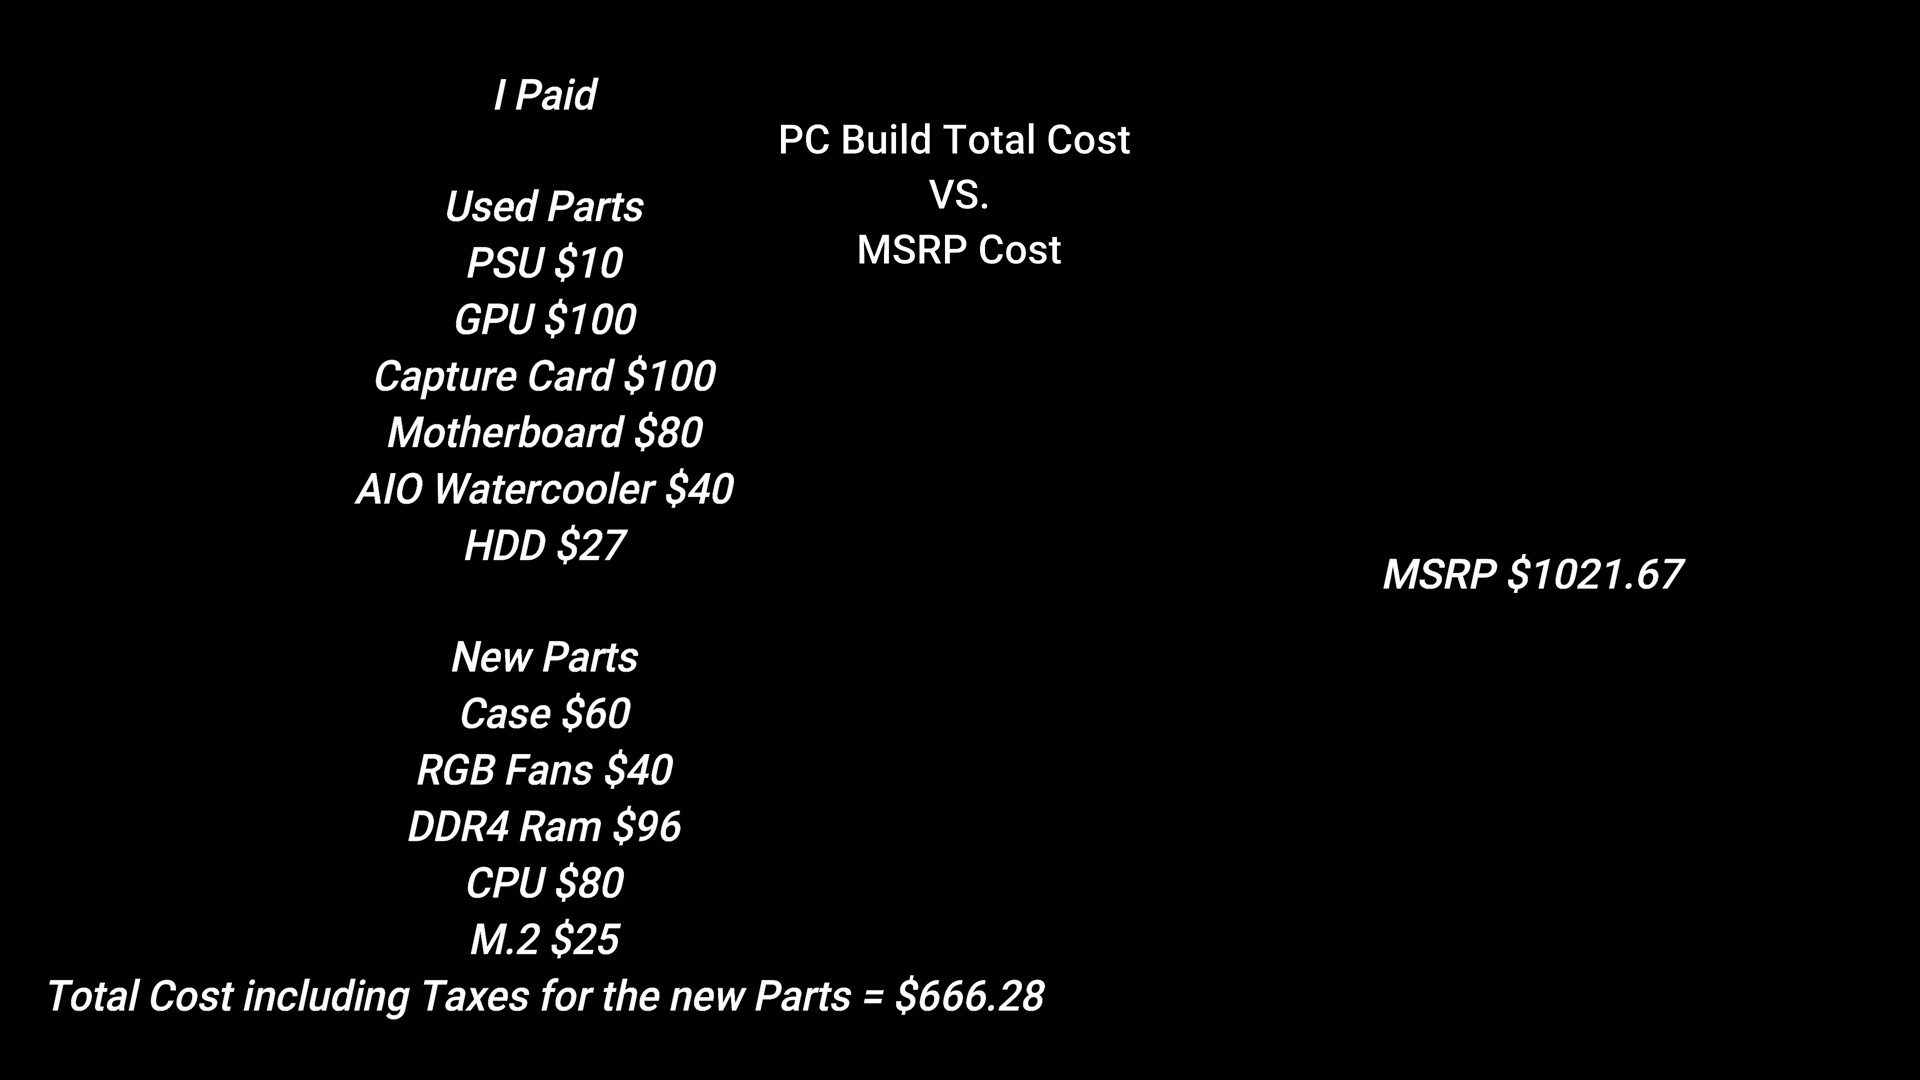 I Paid
PC Build Total Cost
VS.
MSRP Cost
Used Parts
PSU $10
GPU $100
Capture Card $100
Motherboard $80
AIO Watercooler $40
HDD $27
MSRP $1021.67
New Parts
Case $60
RGB Fans $40
DDR4 Ram $96
CPU $80
M.2 $25
Total Cost including Taxes for the new Parts = $666.28